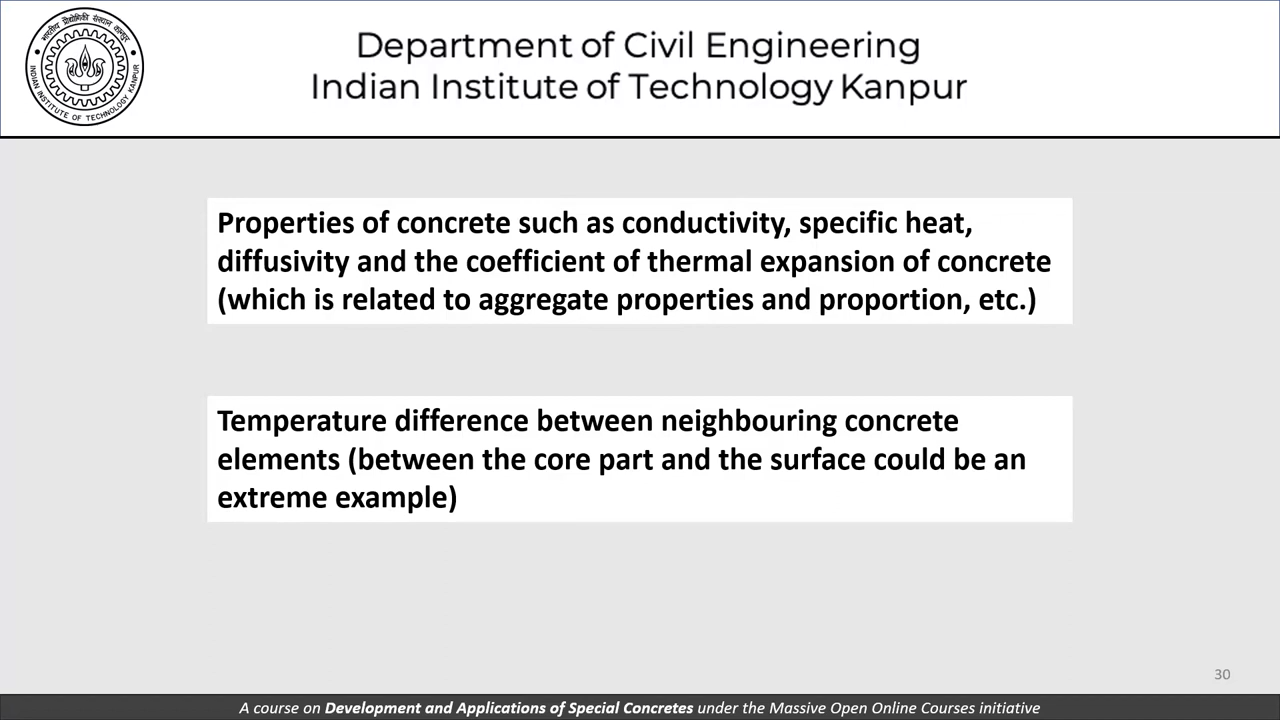 भारतीय प्रौद्योगिकी संस्थान कानपुर
INDIAN INSTITUTE OF TECHNOLOGY KANPUR
Department of Civil Engineering
Indian Institute of Technology Kanpur
Properties of concrete such as conductivity, specific heat,
diffusivity and the coefficient of thermal expansion of concrete
(which is related to aggregate properties and proportion, etc.)
Temperature difference between neighbouring concrete
elements (between the core part and the surface could be an
extreme example)
30
A course on Development and Applications of Special Concretes under the Massive Open Online Courses initiative